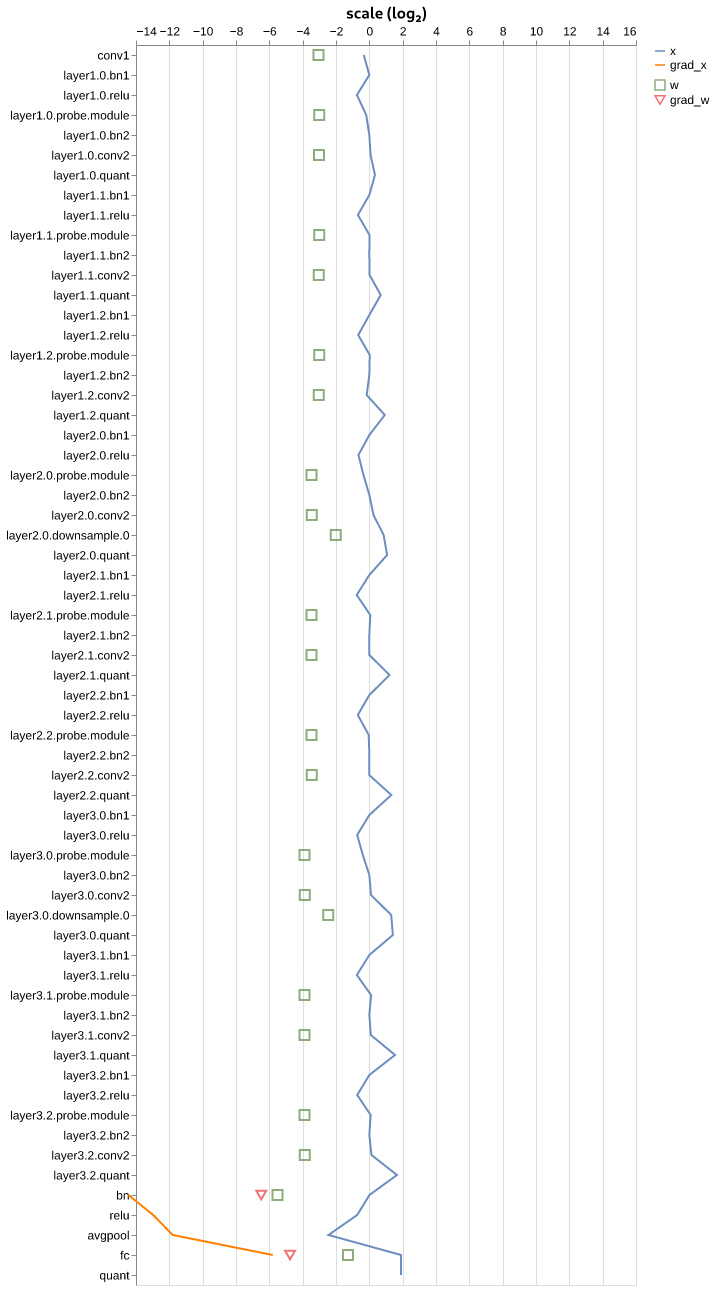 scale (log₂)
−14 −12 −10 −8 −6 −4 −2 0 2 4 6 8 10 12 14 16
x
grad_x
w
grad_w
conv1
layer1.0.bn1
layer1.0.relu
layer1.0.probe.module
layer1.0.bn2
layer1.0.conv2
layer1.0.quant
layer1.1.bn1
layer1.1.relu
layer1.1.probe.module
layer1.1.bn2
layer1.1.conv2
layer1.1.quant
layer1.2.bn1
layer1.2.relu
layer1.2.probe.module
layer1.2.bn2
layer1.2.conv2
layer1.2.quant
layer2.0.bn1
layer2.0.relu
layer2.0.probe.module
layer2.0.bn2
layer2.0.conv2
layer2.0.downsample.0
layer2.0.quant
layer2.1.bn1
layer2.1.relu
layer2.1.probe.module
layer2.1.bn2
layer2.1.conv2
layer2.1.quant
layer2.2.bn1
layer2.2.relu
layer2.2.probe.module
layer2.2.bn2
layer2.2.conv2
layer2.2.quant
layer3.0.bn1
layer3.0.relu
layer3.0.probe.module
layer3.0.bn2
layer3.0.conv2
layer3.0.downsample.0
layer3.0.quant
layer3.1.bn1
layer3.1.relu
layer3.1.probe.module
layer3.1.bn2
layer3.1.conv2
layer3.1.quant
layer3.2.bn1
layer3.2.relu
layer3.2.probe.module
layer3.2.bn2
layer3.2.conv2
layer3.2.quant
bn
relu
avgpool
fc
quant